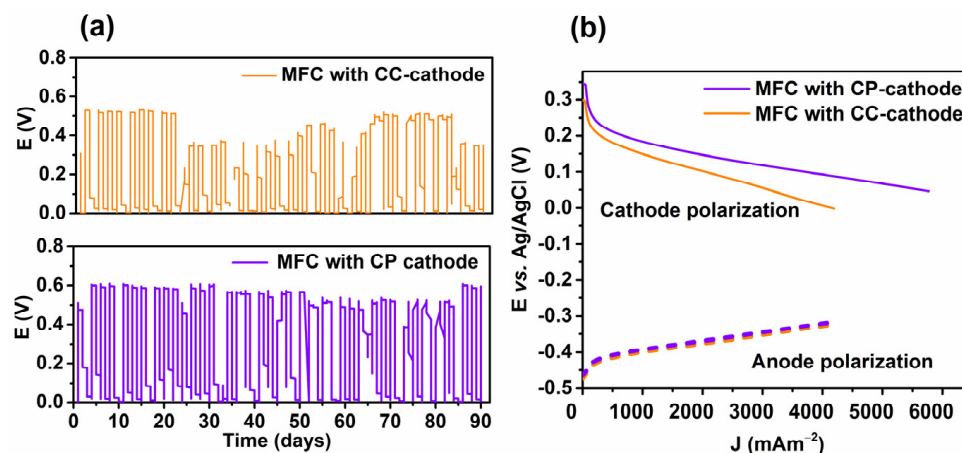 (a)
0.8
0.6
0.4
0.2
0.0
E (V)
MFC with CC-cathode
0.8
0.6
0.4
0.2
0.0
E (V)
MFC with CP cathode
0 10 20 30 40 50 60 70 80 90
Time (days)
(b)
0.3
0.2
0.1
0.0
-0.1
-0.2
-0.3
-0.4
-0.5
E vs. Ag/AgCl (V)
MFC with CP-cathode
MFC with CC-cathode
Cathode polarization
Anode polarization
0 1000 2000 3000 4000 5000 6000
J (mAm⁻²)